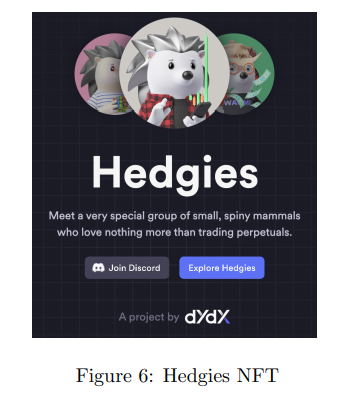 Hedgies
Meet a very special group of small, spiny mammals
who love nothing more than trading perpetuals.
Join Discord
Explore Hedgies
A project by dYdX
Figure 6: Hedgies NFT